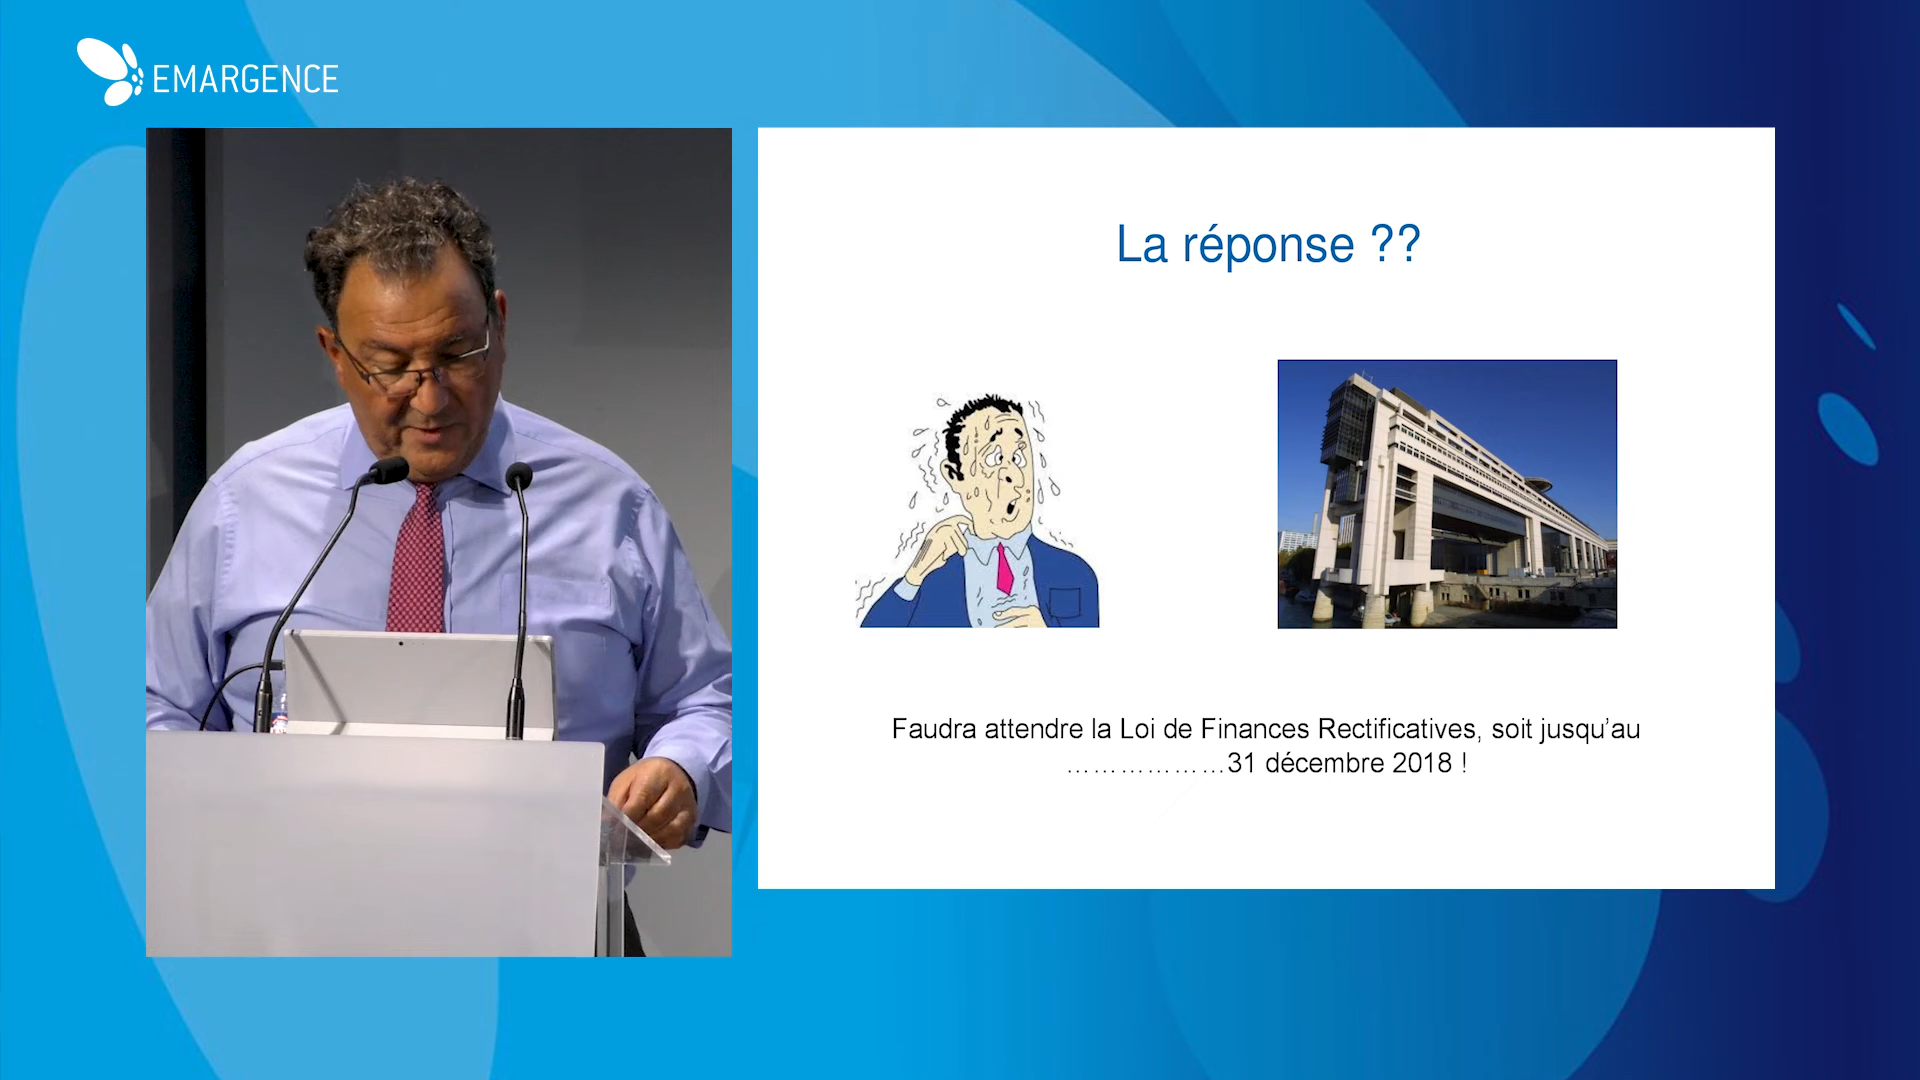 EMARGENCE
La réponse ??
Faudra attendre la Loi de Finances Rectificatives, soit jusqu’au
………………31 décembre 2018 !